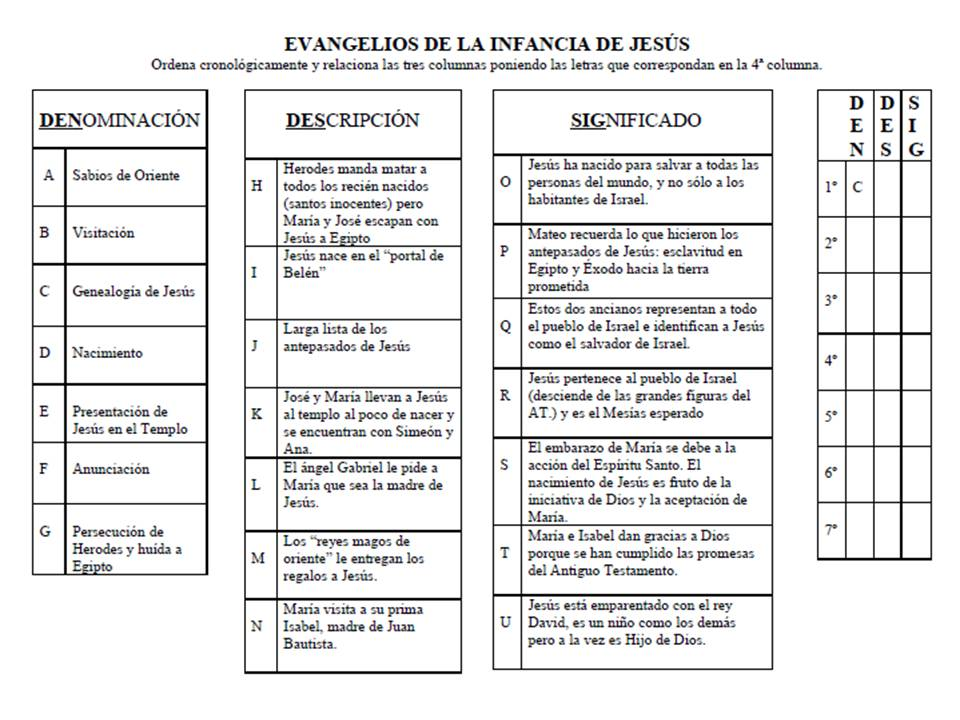 EVANGELIOS DE LA INFANCIA DE JESÚS
Ordena cronológicamente y relaciona las tres columnas poniendo las letras que correspondan en la 4ª columna.
DENOMINACIÓN
A Sabios de Oriente
B Visitación
C Genealogía de Jesús
D Nacimiento
E Presentación de
Jesús en el Templo
F Anunciación
G Persecución de
Herodes y huída a
Egipto
DESCRIPCIÓN
H Herodes manda matar a
todos los recién nacidos
(santos inocentes) pero
María y José escapan con
Jesús a Egipto
I Jesús nace en el “portal de
Belén”
J Larga lista de los
antepasados de Jesús
K José y María llevan a Jesús
al templo al poco de nacer y
se encuentran con Simeón y
Ana.
L El ángel Gabriel le pide a
María que sea la madre de
Jesús.
M Los “reyes magos de
oriente” le entregan los
regalos a Jesús.
N María visita a su prima
Isabel, madre de Juan
Bautista.
SIGNIFICADO
O Jesús ha nacido para salvar a todas las
personas del mundo, y no sólo a los
habitantes de Israel.
P Mateo recuerda lo que hicieron los
antepasados de Jesús: esclavitud en
Egipto y Éxodo hacia la tierra
prometida
Q Estos dos ancianos representan a todo
el pueblo de Israel e identifican a Jesús
como el salvador de Israel.
R Jesús pertenece al pueblo de Israel
(desciende de las grandes figuras del
AT.) y es el Mesías esperado
S El embarazo de María se debe a la
acción del Espíritu Santo. El
nacimiento de Jesús es fruto de la
iniciativa de Dios y la aceptación de
María.
T María e Isabel dan gracias a Dios
porque se han cumplido las promesas
del Antiguo Testamento.
U Jesús está emparentado con el rey
David, es un niño como los demás
pero a la vez es Hijo de Dios.
D D S
E E I
N S G
1º C
2º
3º
4º
5º
6º
7º